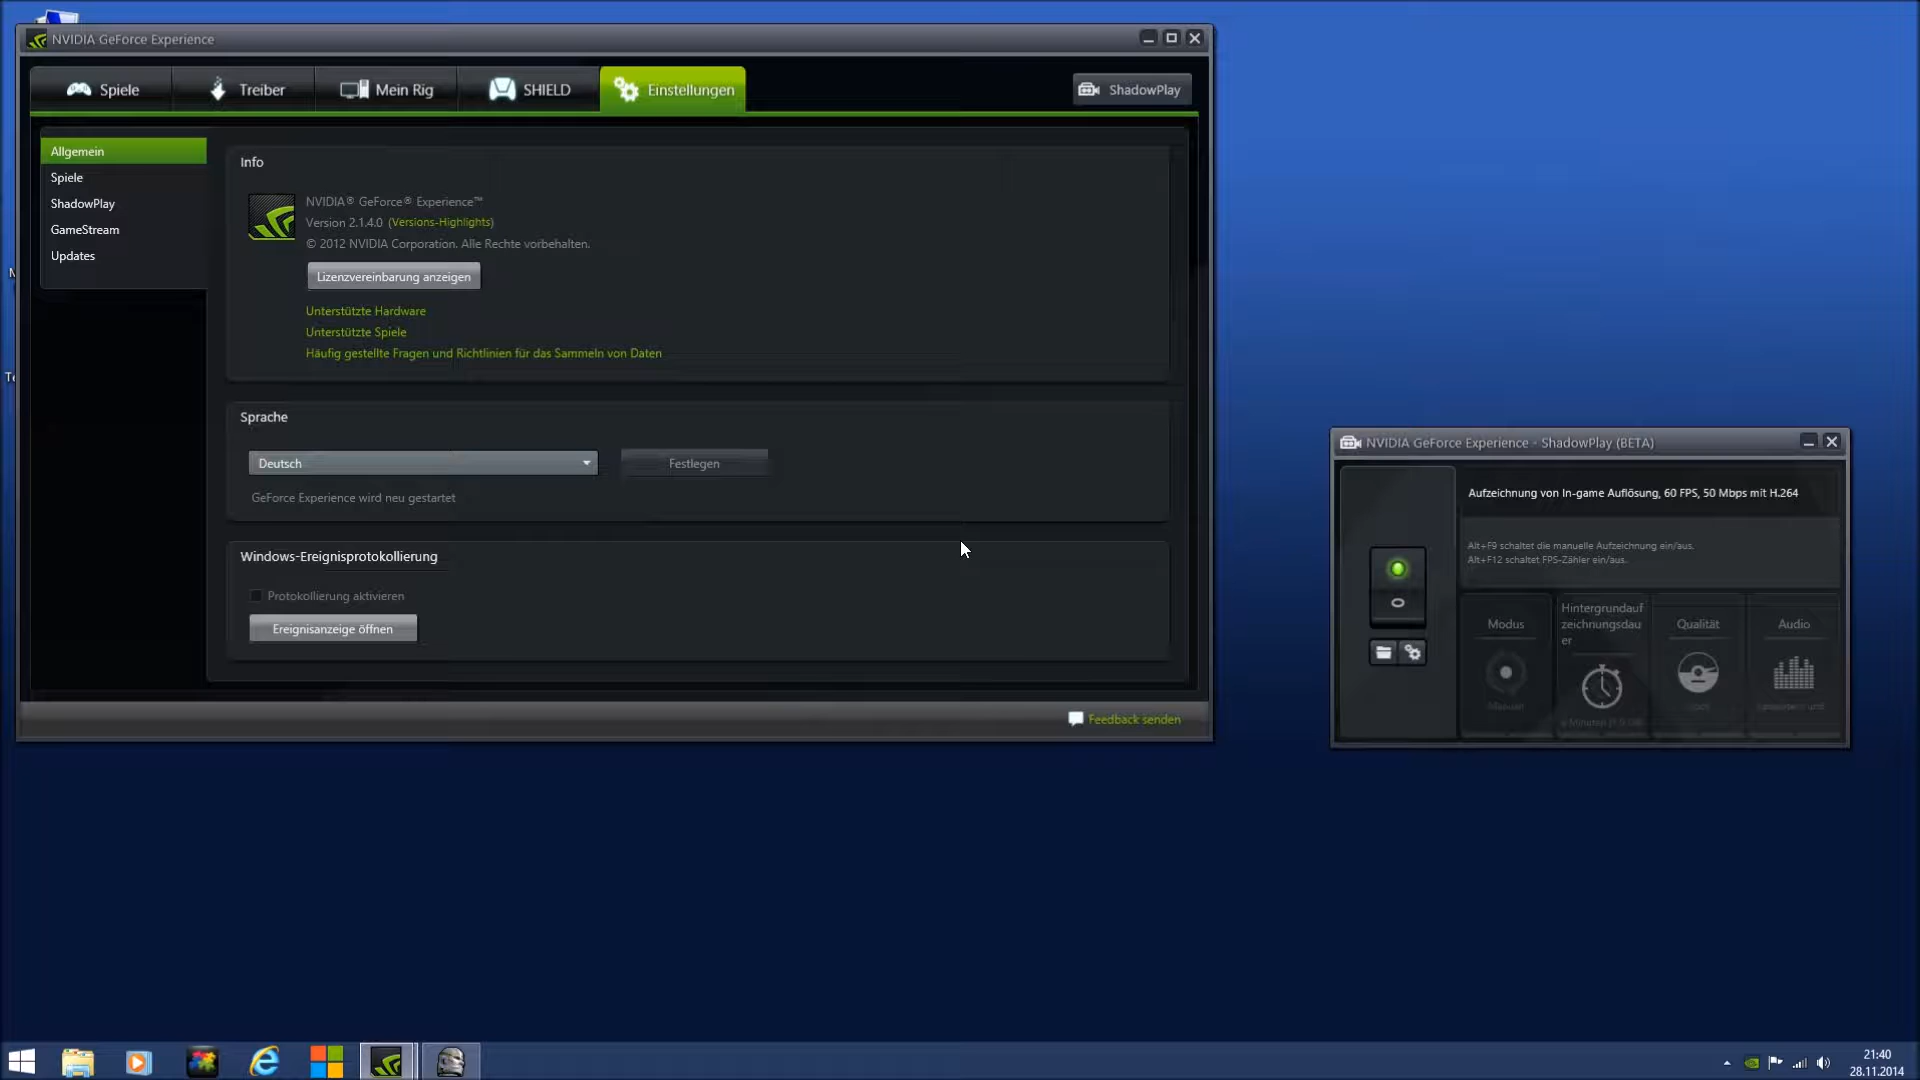 NVIDIA GeForce Experience
Spiele
Treiber
Mein Rig
SHIELD
Einstellungen
ShadowPlay
Allgemein
Spiele
ShadowPlay
GameStream
Updates
Info
NVIDIA® GeForce® Experience™
Version 2.1.4.0 (Versions-Highlights)
© 2012 NVIDIA Corporation. Alle Rechte vorbehalten.
Lizenzvereinbarung anzeigen
Unterstützte Hardware
Unterstützte Spiele
Häufig gestellte Fragen und Richtlinien für das Sammeln von Daten
Sprache
Deutsch
Festlegen
GeForce Experience wird neu gestartet
Windows-Ereignisprotokollierung
Protokollierung aktivieren
Ereignisanzeige öffnen
Feedback senden
NVIDIA GeForce Experience - ShadowPlay (BETA)
Aufzeichnung von In-game Auflösung, 60 FPS, 50 Mbps mit H.264
Alt+F9 schaltet die manuelle Aufzeichnung ein/aus.
Alt+F12 schaltet FPS-Zähler ein/aus.
Modus
Manuell
Hintergrundauf
zeichnungsdau
er
Minuten
Qualität
Audio
21:40
28.11.2014